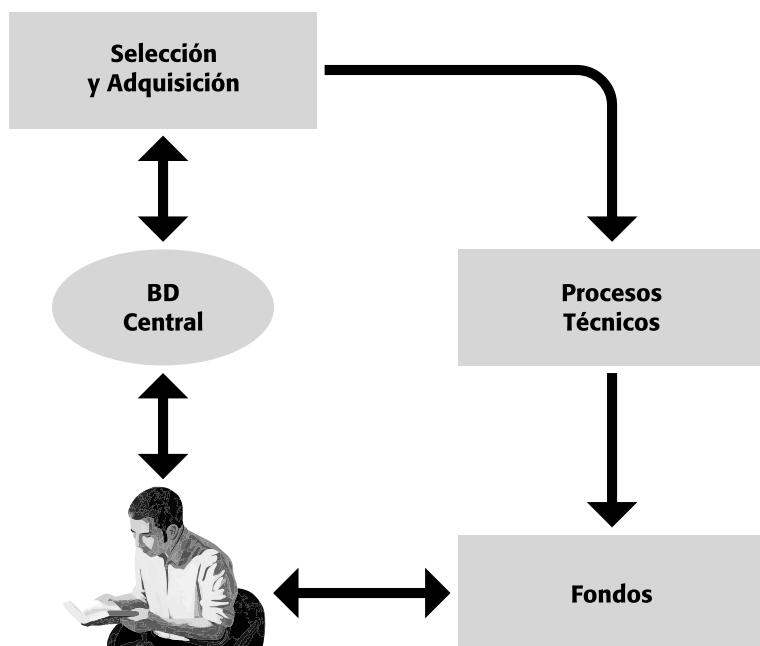 Selección
y Adquisición
BD
Central
Procesos
Técnicos
Fondos